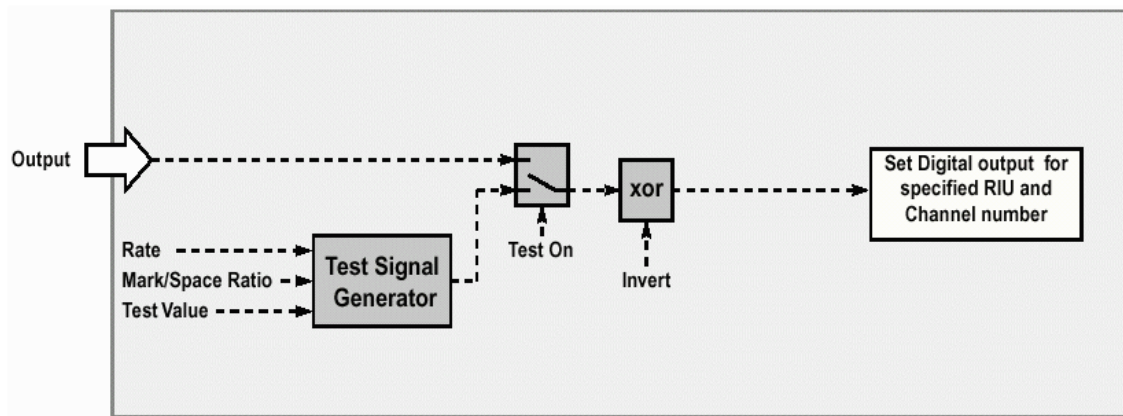 Output
Rate
Mark/Space Ratio
Test Value
Test Signal
Generator
Test On
xor
Invert
Set Digital output for
specified RIU and
Channel number